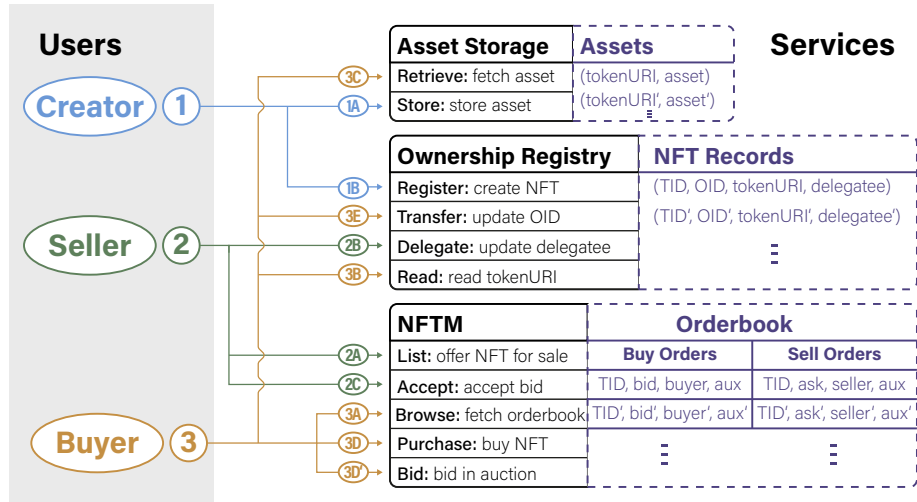 Users
Services
Creator 1
Seller 2
Buyer 3
Asset Storage
Assets
3C Retrieve: fetch asset
(tokenURI, asset)
1A Store: store asset
(tokenURI', asset')
Ownership Registry
NFT Records
1B Register: create NFT
(TID, OID, tokenURI, delegatee)
3E Transfer: update OID
(TID', OID', tokenURI', delegatee')
2B Delegate: update delegatee
3B Read: read tokenURI
NFTM
Orderbook
2A List: offer NFT for sale
Buy Orders
Sell Orders
2C Accept: accept bid
TID, bid, buyer, aux
TID, ask, seller, aux
3A Browse: fetch orderbook
TID', bid', buyer', aux'
TID', ask', seller', aux'
3D Purchase: buy NFT
3D' Bid: bid in auction